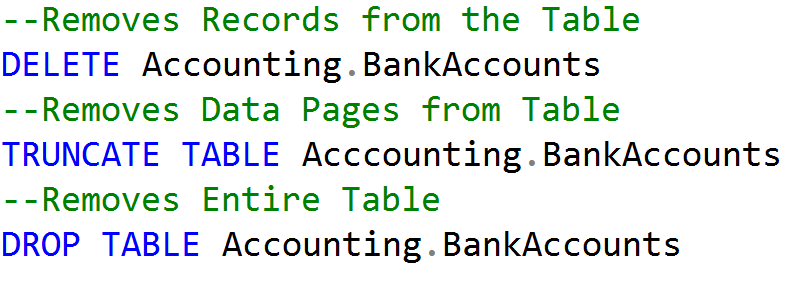 --Removes Records from the Table
DELETE Accounting.BankAccounts
--Removes Data Pages from Table
TRUNCATE TABLE Acccounting.BankAccounts
--Removes Entire Table
DROP TABLE Accounting.BankAccounts